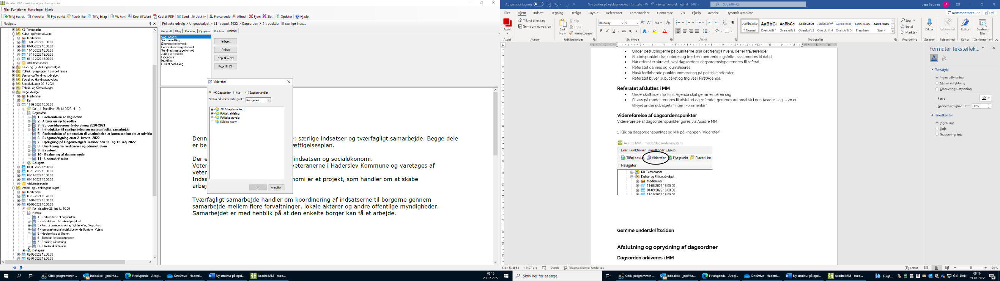 Acadre MM - møde/dagsordenssystem
Filer Funktioner Handlinger Hjælp
Tilføj beslut. Viderefør Flyt punkt Placér i kø Tilføj bilag Vis html Kopi til Word Kopi til PDF Send Udskriv Fraværende Afbud Fjern Slet Opdater Hjælp
Navigator
KB Temamøder
Kultur- og Fritidsudvalget
Medlemmer
11-08-2022 16:00:00
01-09-2022 16:00:00
11-10-2022 16:00:00
17-11-2022 16:00:00
01-12-2022 16:00:00
Afsluttede møder
Land- og Byudviklingsudvalget
Politisk styregruppe - Tour de France
Senior- og Sundhedsudvalget
Social- og Handicapudvalget
Socialudvalget 2018-2021
Teknik- og Klimaudvalget
Ungeudvalget
Medlemmer
Kø
11-08-2022 15:00:00
Kø UU - Deadline - 29. juli 2022, kl.: 10
Dagsorden
1 - Godkendelse af dagsorden
2 - Aftaler om ny hovedlov
3 - Borgerrådgiverens årsberetning 2020-2021
4 - Introduktion til særlige indsatser og tværfagligt samarbejde
5 - Godkendelse af procesplan til udarbejdelse af kommissorium for at udvikle
6 - Budgetopfølgning efter 2. kvartal 2022
7 - Opfølgning på Ungeudvalgets seminar den 11. og 12. maj 2022
8 - Orientering fra medlemmer og administration
9 - Eventuelt
10 - Evaluering af dagens møde
11 - Underskriftsside
Deltagere
01-09-2022 15:00:00
06-10-2022 15:00:00
03-11-2022 15:00:00
01-12-2022 15:00:00
Afsluttede møder
Vækst- og Udviklingsudvalget
Medlemmer
08-12-2021 18:40:00
11-01-2022 13:00:00
09-02-2022 10:00:00
Kø - deadline 25. jan. kl. 10.00
Referat
1 - Godkendelse af dagsorden
2 - Introduktion til Jomfrustiprojektet
3 - Kunst i området omkring Fighter Wing Skrydstrup
4 - Igangsætning af projekt Levende Bymidte i Vojens
5 - Medlemskab af Gronet
6 - Tidsplan for budgetproces
7 - Gensidig orientering
8 - Underskriftsside
Deltagere
08-03-2022 13:00:00
05-04-2022 13:00:00
Politiske udvalg > Ungeudvalget > 11. august 2022 > Dagsorden > Introduktion til særlige inds...
Generelt Bilag Placering Opgaver Publicer Indhold
Sagsindhold
Sagsfremstilling
Økonomiske forhold
Personalemæssige forhold
Sundhedsmæssige forhold
Juridiske aspekter
Procedure
Indstilling
Lukket beslutning
Rediger...
Vis html
Kopi til Word
Kopi til PDF
Viderefør
Til Dagsorden Kø Sagsbehandler
Status på videreførte punkt: Redigeres
AB Arbejdsmarked
Politisk afdeling
Politiske udvalg
Råd og nævn
OK Annuller
Denn e: særlige indsatser og tværfagligt samarbejde. Begge dele
er be æftigelsesplan.
Der e indsatsen og socialøkonomi.
Veter veteranerne i Haderslev Kommune og varetages af
veter
Indsa nomi er et projekt, som handler om at skabe
arbej
Tværfagligt samarbejde handler om koordinering af indsatserne til borgerne gennem
samarbejde mellem flere forvaltninger, lokale aktører og andre offentlige myndigheder.
Samarbejdet er med henblik på at den enkelte borger kan få et arbejde.
Citrix programmer ... Indbakke - jpo@ha... FirstAgenda - Arbej... OneDrive - Hadersl... Ny struktur på opsl... Acadre MM - mød...
08:16
29-07-2022
Automatisk lagring Ny struktur på opslagsværket - formalia - V4 • Senest ændret: I går kl. 16:09 Søg (Alt+Q) Jens Poulsen JP
Filer Hjem Indsæt Tegning Design Layout Referencer Forsendelser Gennemse Vis Hjælp Acadre DynamicTemplate Kommentarer Del
Assist
Tilknyt til en sag
Gem som ny version
Sæt ind
Klip
Kopiér
Formatpensel
Raleway 9
F K U
Normal Overskrift 1 Overskrift 2 Overskrift 3 Overskrift 4 Overskrift 5 Fremhæv Stærk
Søg
Erstat
Markér
Dikter Følsomhed Editor Genbrug filer
Assist Acadre Udklipsholder Skrifttype Afsnit Typografier Redigering Stemme Følsomhed Editor Genbrug filer
• Under beslutningerne på punkterne skal det fremgå hvem, der er fraværende.
• Sluttidspunktet skal noteres og teksten i bemærkningsfeltet skal ændres til datid.
• Når referat er skrevet, skal dagsordens dagsordenstype ændres til referat.
• Referatet dannes og journaliseres.
• Husk fortløbende punktnummerering på politiske referater.
• Referatet bliver publiceret og frigives i FirstAgenda.
Referatet afsluttes i MM
• Underskriftsiden fra First Agenda skal gemmes på en sag
• Status på mødet ændres til afsluttet og referatet gemmes automatisk i den Acadre-sag, som er
tilføjet under udvalgets "Intern kommentar".
Videreførelse af dagsordenspunkter
Videreførelse af dagsordenspunkter gøres via Acadre MM.
1. Klik på dagsordenspunktet og klik på knappen "Viderefør"
Acadre MM - møde/dagsordenssystem
Filer Funktioner Handlinger Hjælp
Tilføj beslut. Viderefør Flyt punkt Placér i kø
Navigator
KB Temamøder
Kultur- og Fritidsudvalget
Medlemmer
11-08-2022 16:00:00
01-09-2022 16:00:00
11-10-2022 16:00:00
Gemme underskriftssiden
Afslutning og oprydning af dagsordner
Dagsorden arkiveres i MM
Formatér teksteffek...
Tekstfyld
Ingen udfyldning
Massiv udfyldning
Gradueringsudfyldning
Farve
Gennemsigtighed 0 %
Tekstkontur
Ingen linje
Linje
Gradueringslinje
Side 53 af 54 11407 ord Dansk Tilgængelighed: Undersøg Fokus 120 %
Skriv her for at søge Citrix programmer ... Indbakke - jpo@ha... FirstAgenda - Arbej... OneDrive - Hadersl... Ny struktur på opsl... Acadre MM - mød... Fugt... DAN
08:16
29-07-2022